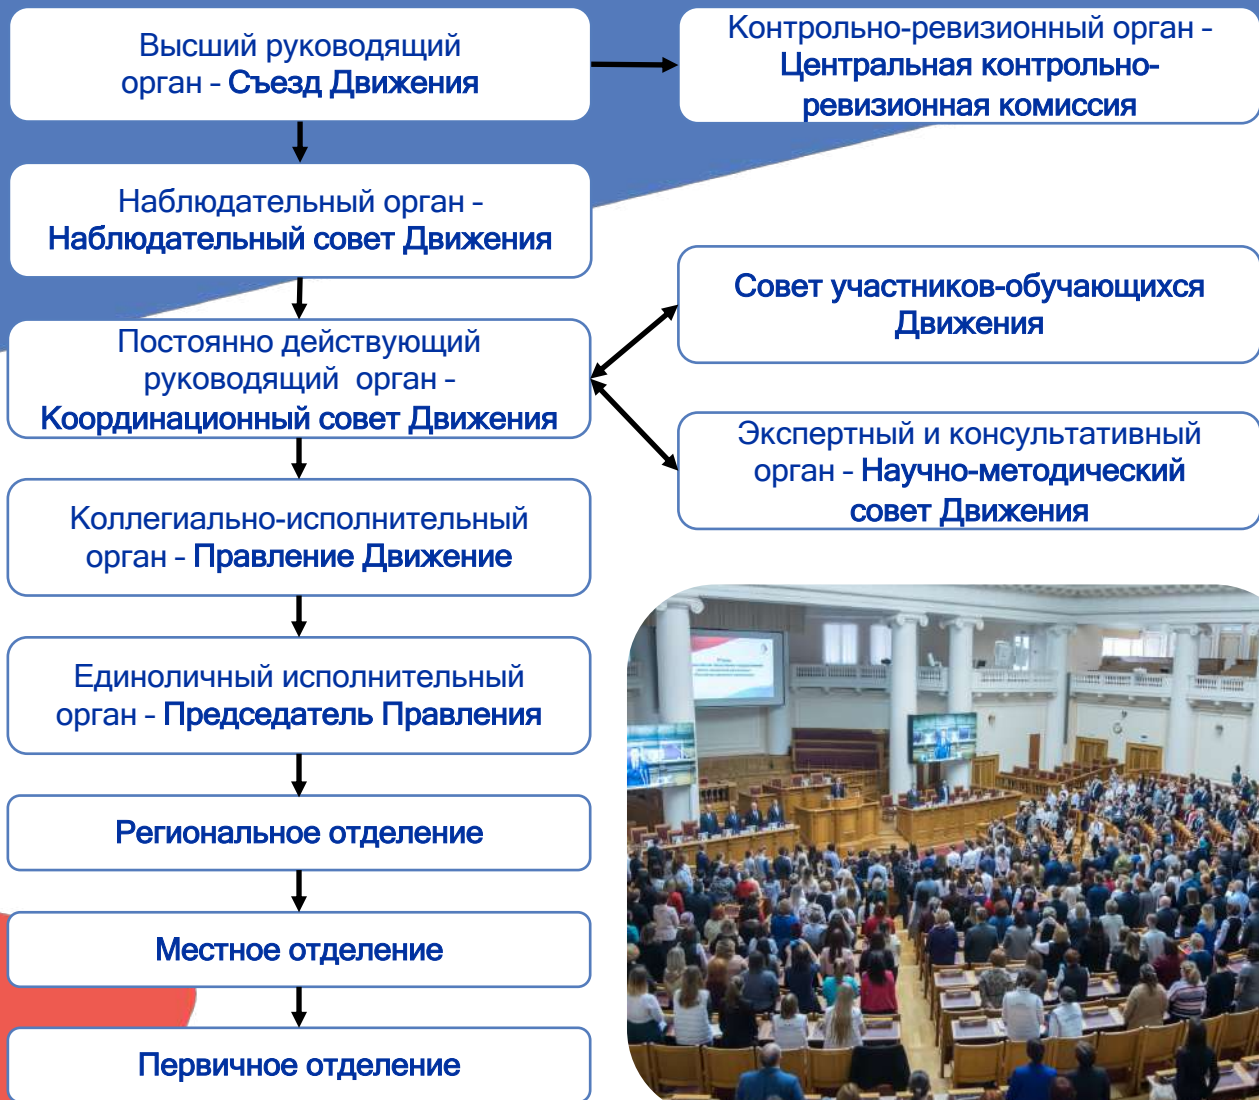 Высший руководящий
орган - Съезд Движения
Контрольно-ревизионный орган -
Центральная контрольно-
ревизионная комиссия
Наблюдательный орган -
Наблюдательный совет Движения
Постоянно действующий
руководящий орган -
Координационный совет Движения
Совет участников-обучающихся
Движения
Экспертный и консультативный
орган - Научно-методический
совет Движения
Коллегиально-исполнительный
орган - Правление Движение
Единоличный исполнительный
орган - Председатель Правления
Региональное отделение
Местное отделение
Первичное отделение